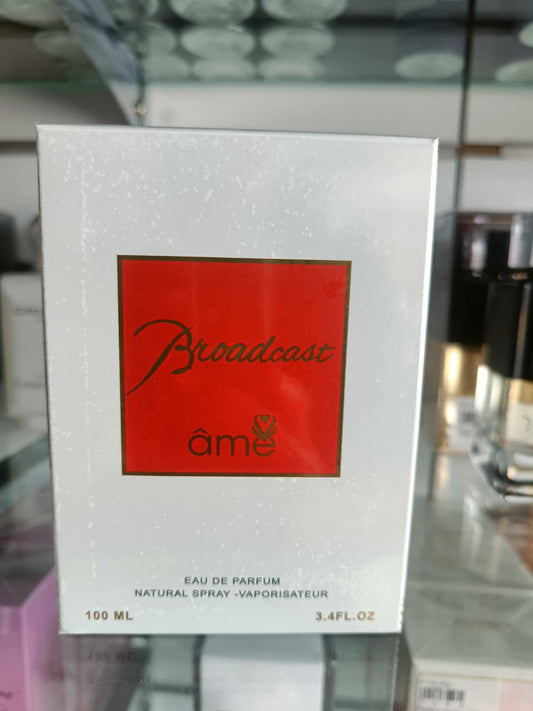 Broadcast
âme
EAU DE PARFUM
NATURAL SPRAY -VAPORISATEUR
100 ML
3.4FL.OZ